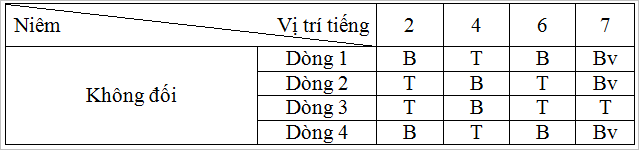 Niêm Vị trí tiếng 2 4 6 7
Không đối
Dòng 1 B T B Bv
Dòng 2 T B T Bv
Dòng 3 T B T T
Dòng 4 B T B Bv